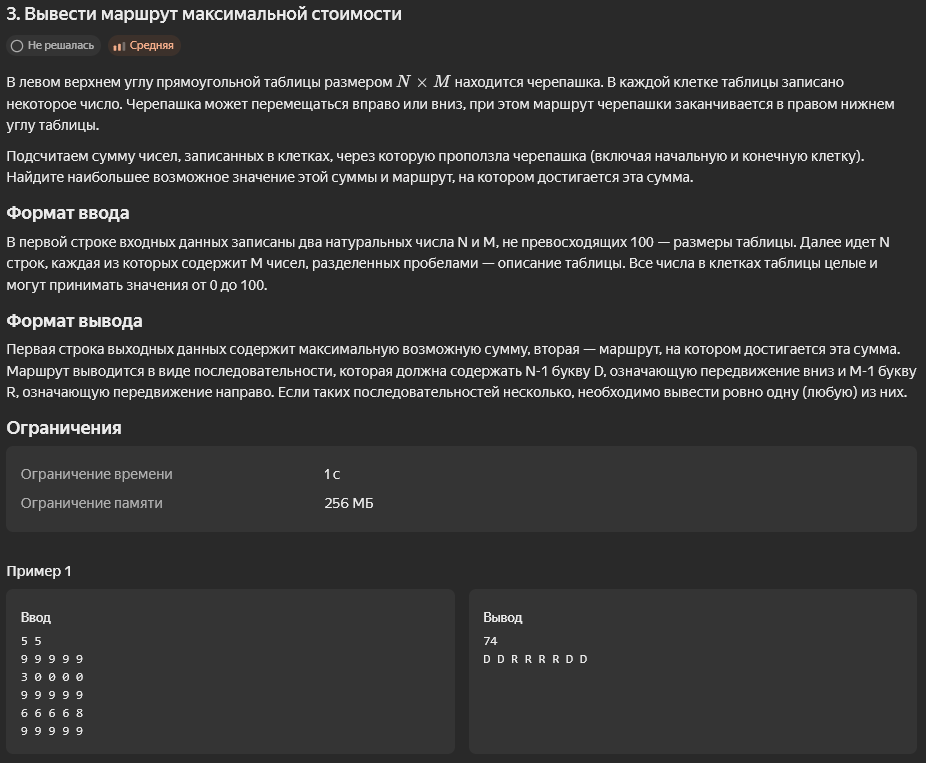 3. Вывести маршрут максимальной стоимости
Не решалась Средняя
В левом верхнем углу прямоугольной таблицы размером N × M находится черепашка. В каждой клетке таблицы записано
некоторое число. Черепашка может перемещаться вправо или вниз, при этом маршрут черепашки заканчивается в правом нижнем
углу таблицы.
Подсчитаем сумму чисел, записанных в клетках, через которую проползла черепашка (включая начальную и конечную клетку).
Найдите наибольшее возможное значение этой суммы и маршрут, на котором достигается эта сумма.
Формат ввода
В первой строке входных данных записаны два натуральных числа N и M, не превосходящих 100 — размеры таблицы. Далее идет N
строк, каждая из которых содержит M чисел, разделенных пробелами — описание таблицы. Все числа в клетках таблицы целые и
могут принимать значения от 0 до 100.
Формат вывода
Первая строка выходных данных содержит максимальную возможную сумму, вторая — маршрут, на котором достигается эта сумма.
Маршрут выводится в виде последовательности, которая должна содержать N-1 букву D, означающую передвижение вниз и M-1 букву
R, означающую передвижение направо. Если таких последовательностей несколько, необходимо вывести ровно одну (любую) из них.
Ограничения
Ограничение времени 1 с
Ограничение памяти 256 МБ
Пример 1
Ввод
5 5
9 9 9 9 9
3 0 0 0 0
9 9 9 9 9
6 6 6 6 8
9 9 9 9 9
Вывод
74
D D R R R R D D